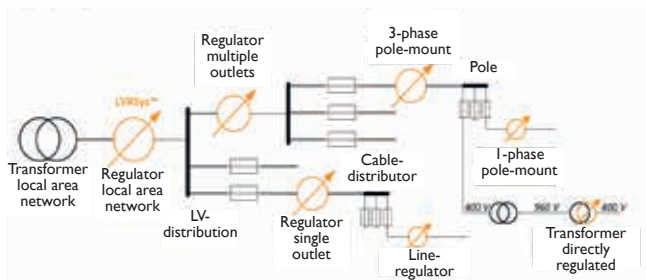 3-phase
pole-mount
Regulator
multiple
outlets
Pole
LVRSys™
Transformer
local area
network
Regulator
local area
network
Cable-
distributor
1-phase
pole-mount
LV-
distribution
Regulator
single
outlet
Line-
regulator
400 V
960 V
400 V
Transformer
directly
regulated